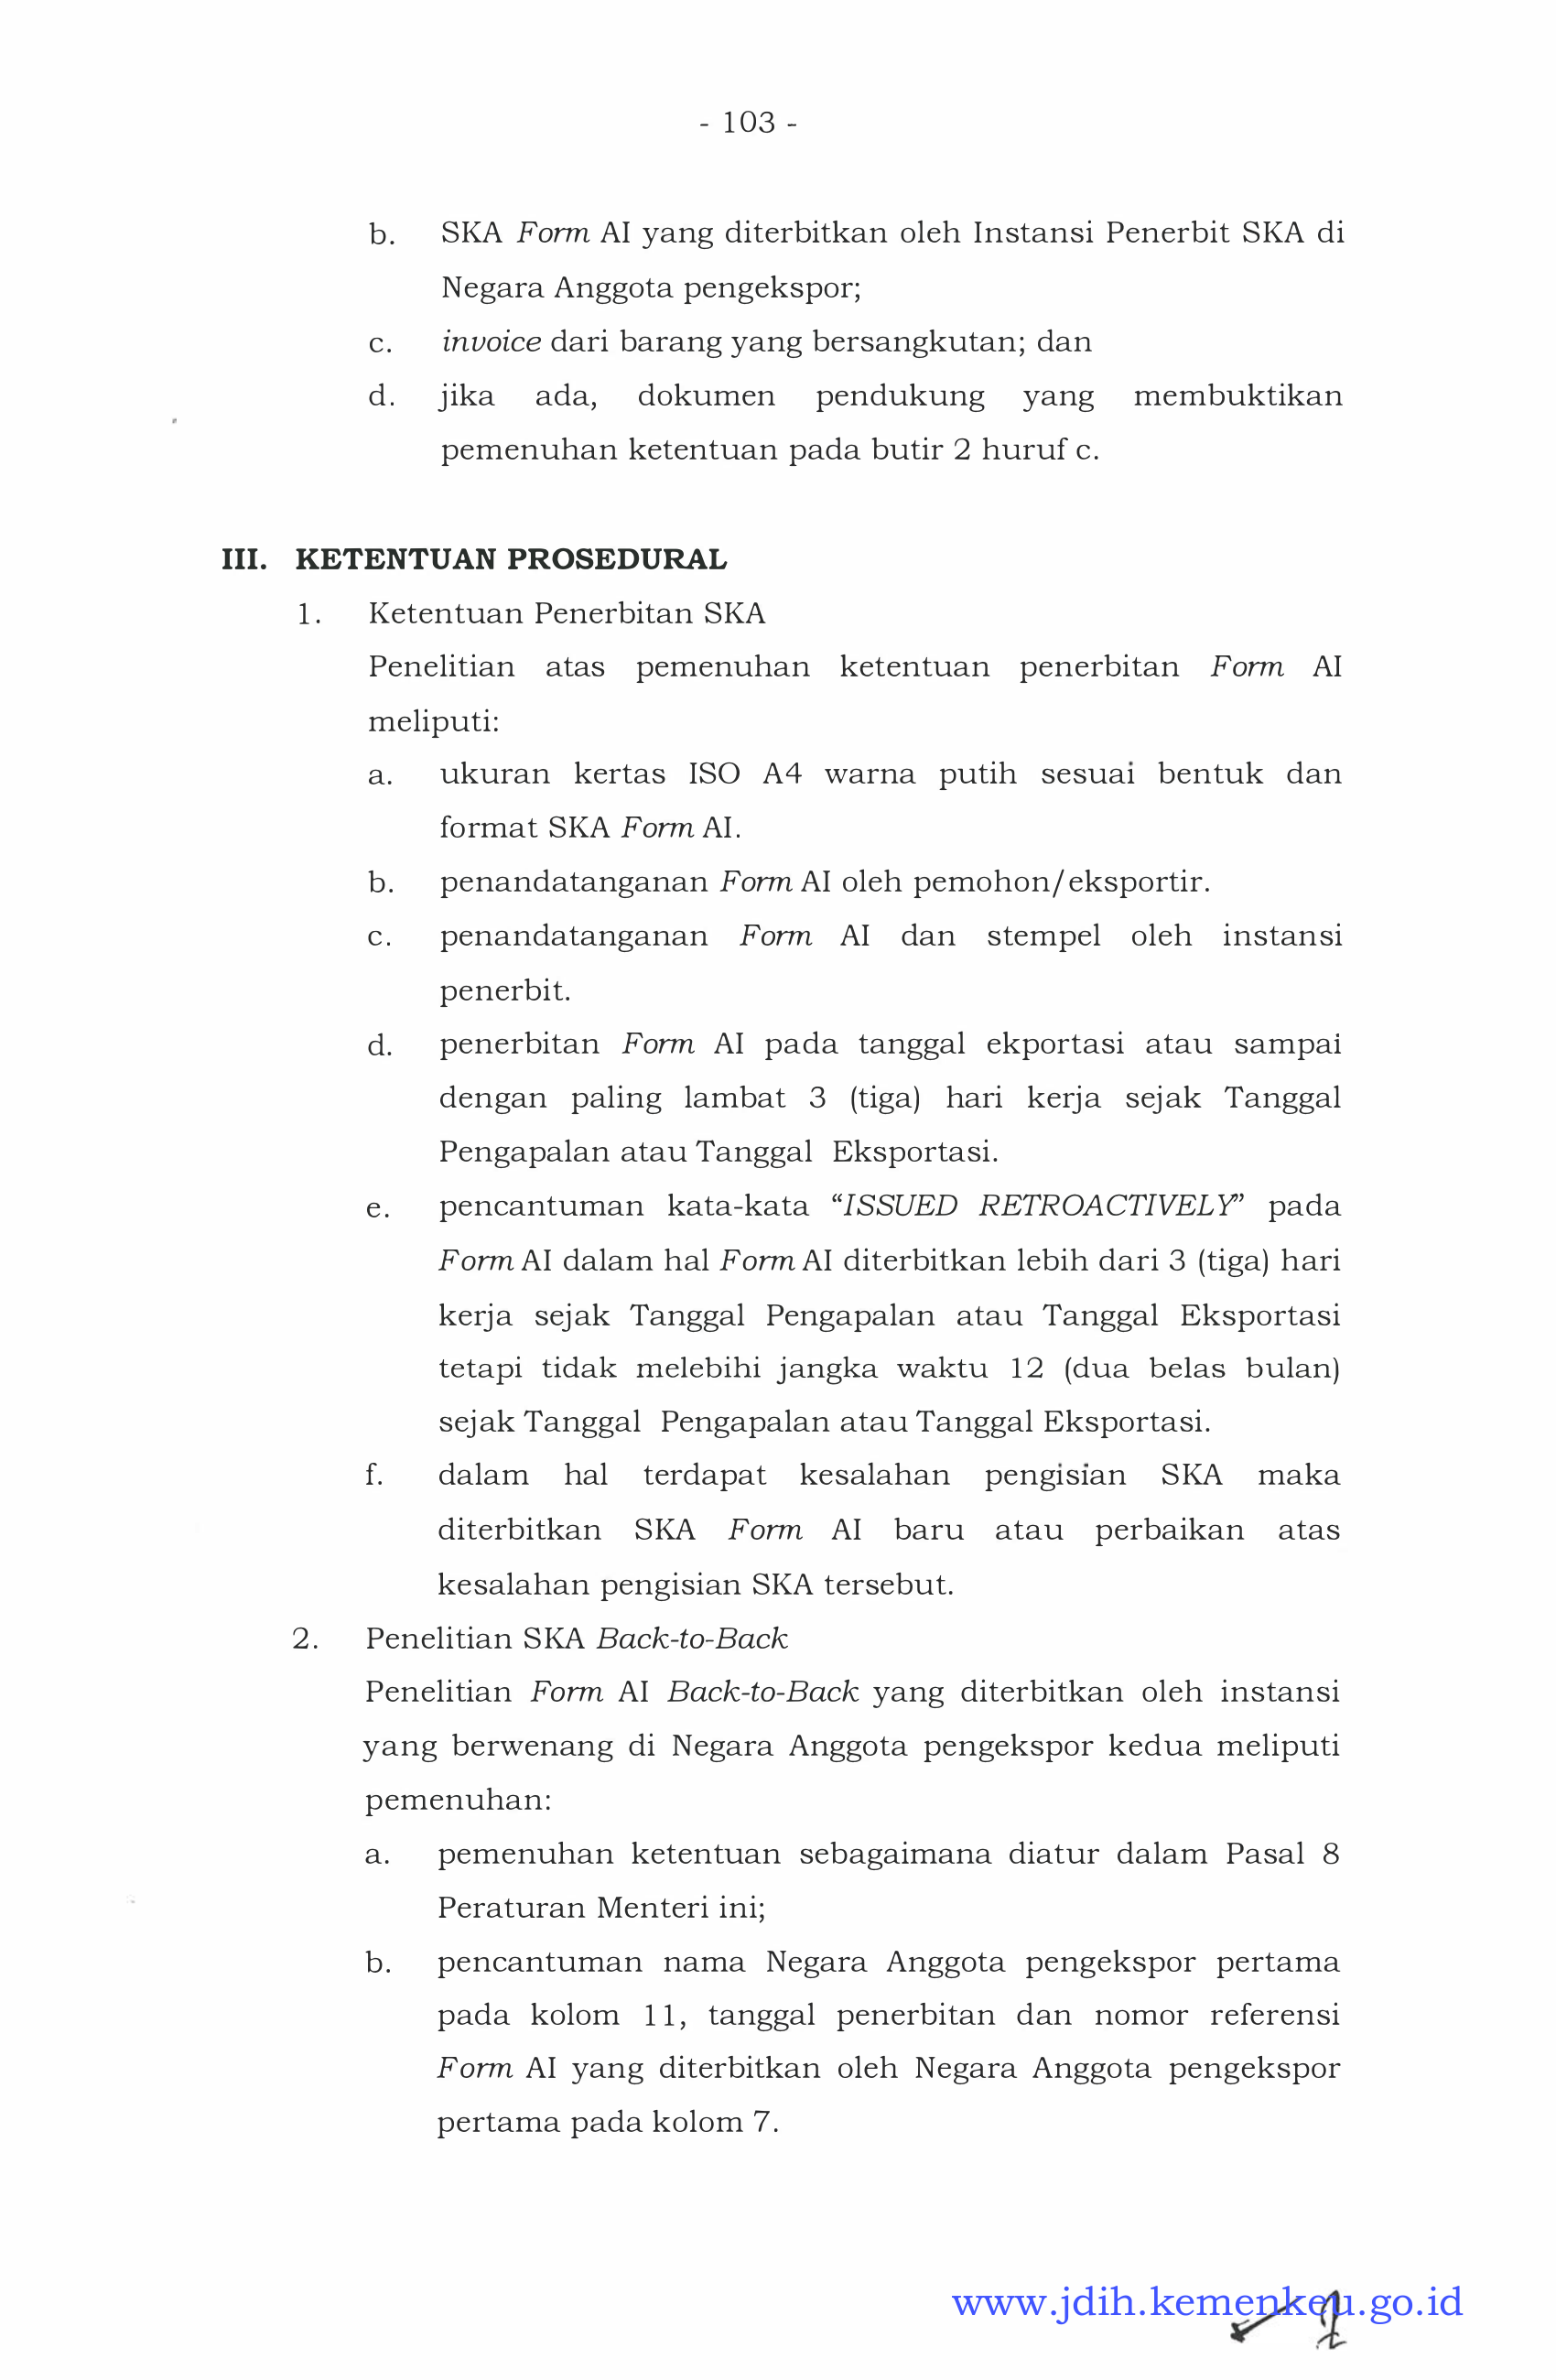 - 103 -
b. SKA Form AI yang diterbitkan oleh Instansi Penerbit SKA di
Negara Anggota pengekspor;
c. invoice dari barang yang bersangkutan; dan
d. jika ada, dokumen pendukung yang membuktikan
pemenuhan ketentuan pada butir 2 huruf c.
III. KETENTUAN PROSEDURAL
1. Ketentuan Penerbitan SKA
Penelitian atas pemenuhan ketentuan penerbitan Form AI
meliputi:
a. ukuran kertas ISO A4 warna putih sesuai bentuk dan
format SKA Form AI.
b. penandatanganan Form AI oleh pemohon/eksportir.
c. penandatanganan Form AI dan stempel oleh instansi
penerbit.
d. penerbitan Form AI pada tanggal ekportasi atau sampai
dengan paling lambat 3 (tiga) hari kerja sejak Tanggal
Pengapalan atau Tanggal Eksportasi.
e. pencantuman kata-kata “ISSUED RETROACTIVELY” pada
Form AI dalam hal Form AI diterbitkan lebih dari 3 (tiga) hari
kerja sejak Tanggal Pengapalan atau Tanggal Eksportasi
tetapi tidak melebihi jangka waktu 12 (dua belas bulan)
sejak Tanggal Pengapalan atau Tanggal Eksportasi.
f. dalam hal terdapat kesalahan pengisian SKA maka
diterbitkan SKA Form AI baru atau perbaikan atas
kesalahan pengisian SKA tersebut.
2. Penelitian SKA Back-to-Back
Penelitian Form AI Back-to-Back yang diterbitkan oleh instansi
yang berwenang di Negara Anggota pengekspor kedua meliputi
pemenuhan:
a. pemenuhan ketentuan sebagaimana diatur dalam Pasal 8
Peraturan Menteri ini;
b. pencantuman nama Negara Anggota pengekspor pertama
pada kolom 11, tanggal penerbitan dan nomor referensi
Form AI yang diterbitkan oleh Negara Anggota pengekspor
pertama pada kolom 7.
www.jdih.kemenkeu.go.id